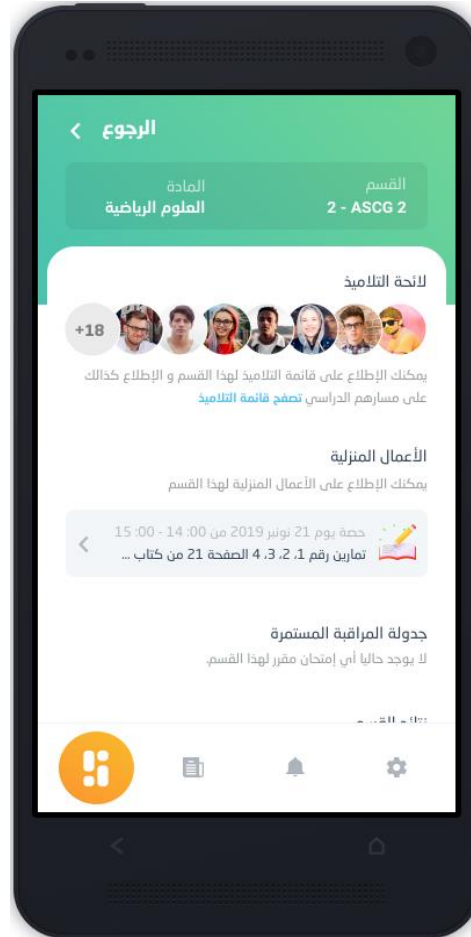 الرجوع
القسم
2 - ASCG 2
المادة
العلوم الرياضية
لائحة التلاميذ
+18
يمكنك الإطلاع على قائمة التلاميذ لهذا القسم و الإطلاع كذالك
على مسارهم الدراسي تصفح قائمة التلاميذ
الأعمال المنزلية
يمكنك الإطلاع على الأعمال المنزلية لهذا القسم
حصة يوم 21 نونبر 2019 من 00: 14 - 00: 15
تمارين رقم 1، 2، 3، 4 الصفحة 21 من كتاب ...
جدولة المراقبة المستمرة
لا يوجد حاليا أي إمتحان مقرر لهذا القسم.
نتائج القسم